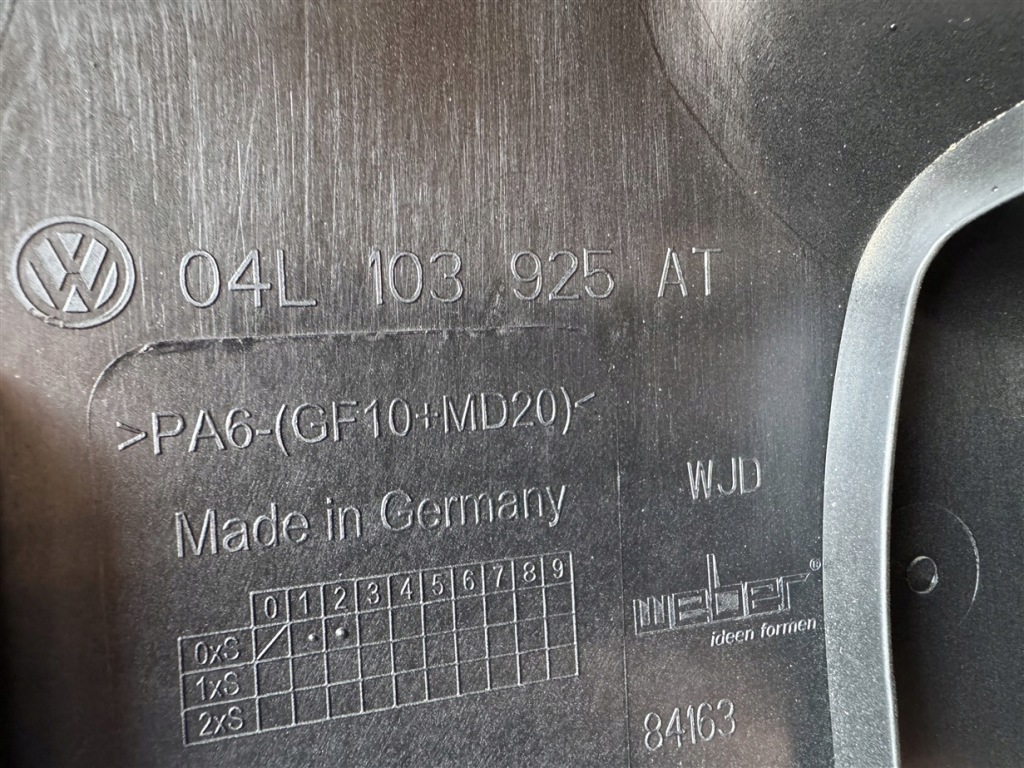 VW 04L 103 925 AT
>PA6-(GF10+MD20)<
WJD
Made in Germany
weber®
ideen formen
0 1 2 3 4 5 6 7 8 9
0xS
1xS
2xS
84163